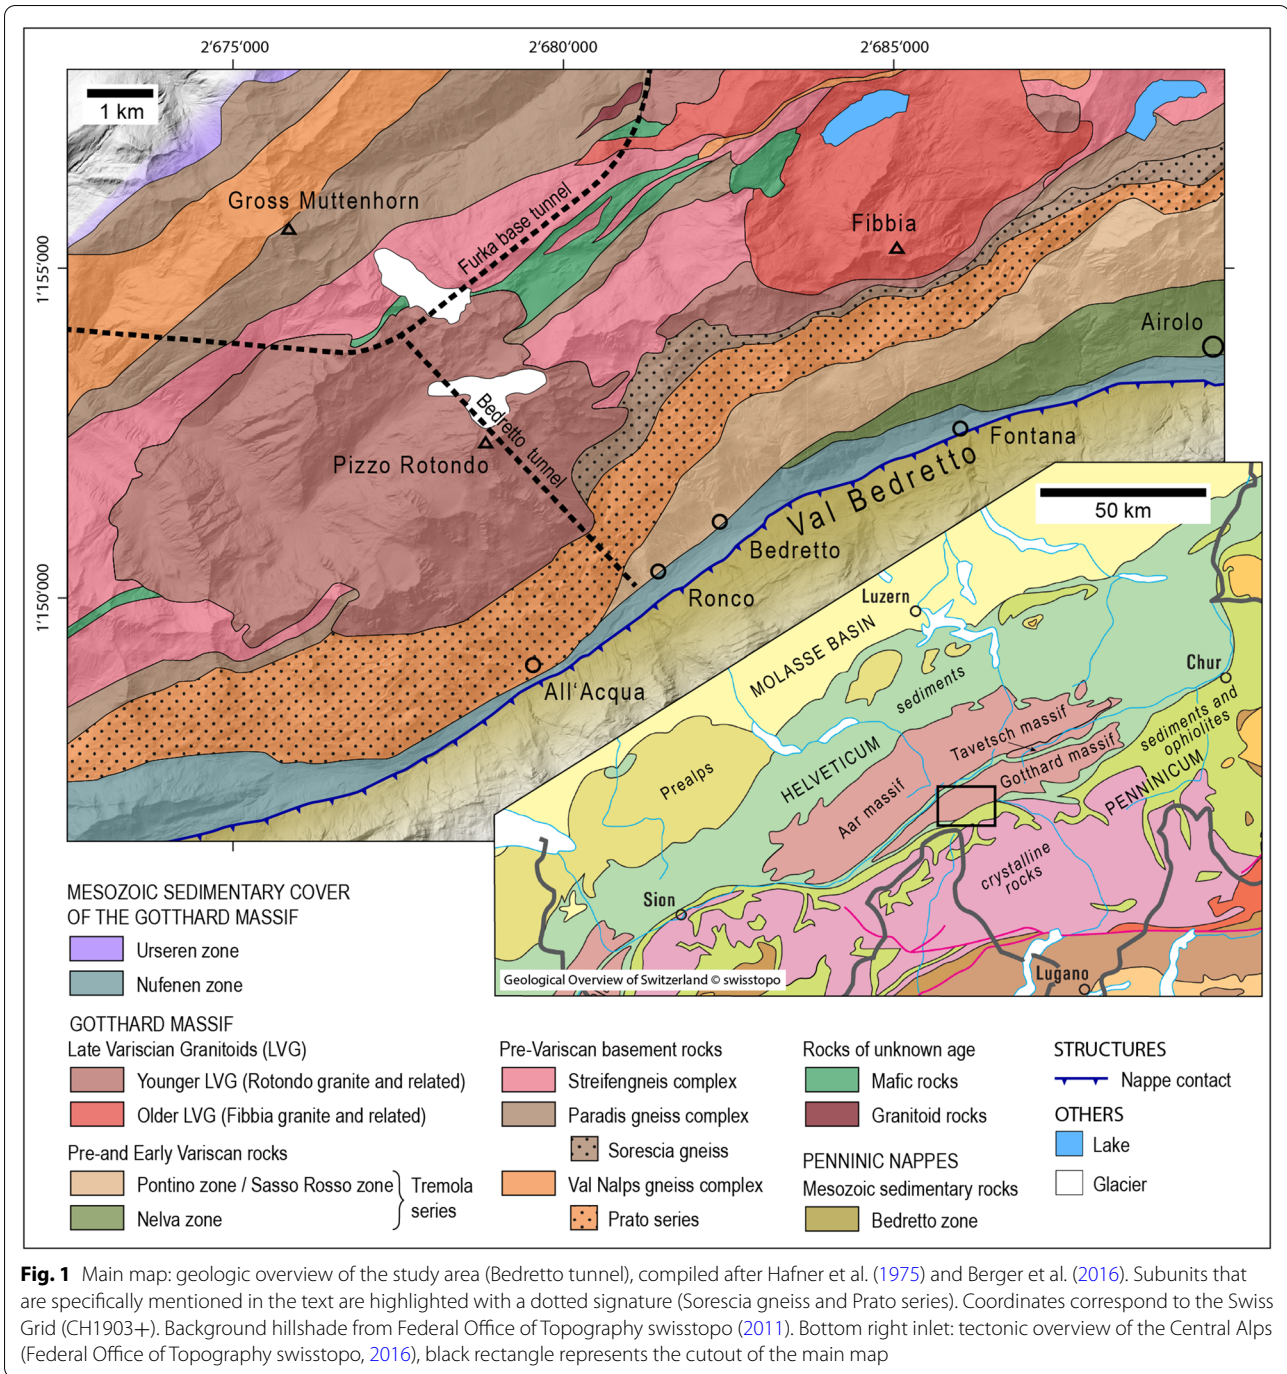 2'675'000
2'680'000
2'685'000
1 km
Gross Muttenhorn
1'155'000
Furka base tunnel
Fibbia
Airolo
Bedretto tunnel
Pizzo Rotondo
Fontana
Val Bedretto
Bedretto
1'150'000
Ronco
All'Acqua
50 km
Luzern
MOLASSE BASIN
Chur
sediments
sediments and
ophiolites
Tavetsch massif
Gotthard massif
HELVETICUM
Prealps
PENNINICUM
Aar massif
crystalline
rocks
Sion
Lugano
Geological Overview of Switzerland © swisstopo
MESOZOIC SEDIMENTARY COVER
OF THE GOTTHARD MASSIF
Urseren zone
Nufenen zone
GOTTHARD MASSIF
Late Variscian Granitoids (LVG)
Younger LVG (Rotondo granite and related)
Older LVG (Fibbia granite and related)
Pre-and Early Variscan rocks
Pontino zone / Sasso Rosso zone
Nelva zone
Tremola
series
Pre-Variscan basement rocks
Streifengneis complex
Paradis gneiss complex
Sorescia gneiss
Val Nalps gneiss complex
Prato series
Rocks of unknown age
Mafic rocks
Granitoid rocks
PENNINIC NAPPES
Mesozoic sedimentary rocks
Bedretto zone
STRUCTURES
Nappe contact
OTHERS
Lake
Glacier
Fig. 1 Main map: geologic overview of the study area (Bedretto tunnel), compiled after Hafner et al. (1975) and Berger et al. (2016). Subunits that
are specifically mentioned in the text are highlighted with a dotted signature (Sorescia gneiss and Prato series). Coordinates correspond to the Swiss
Grid (CH1903+). Background hillshade from Federal Office of Topography swisstopo (2011). Bottom right inlet: tectonic overview of the Central Alps
(Federal Office of Topography swisstopo, 2016), black rectangle represents the cutout of the main map